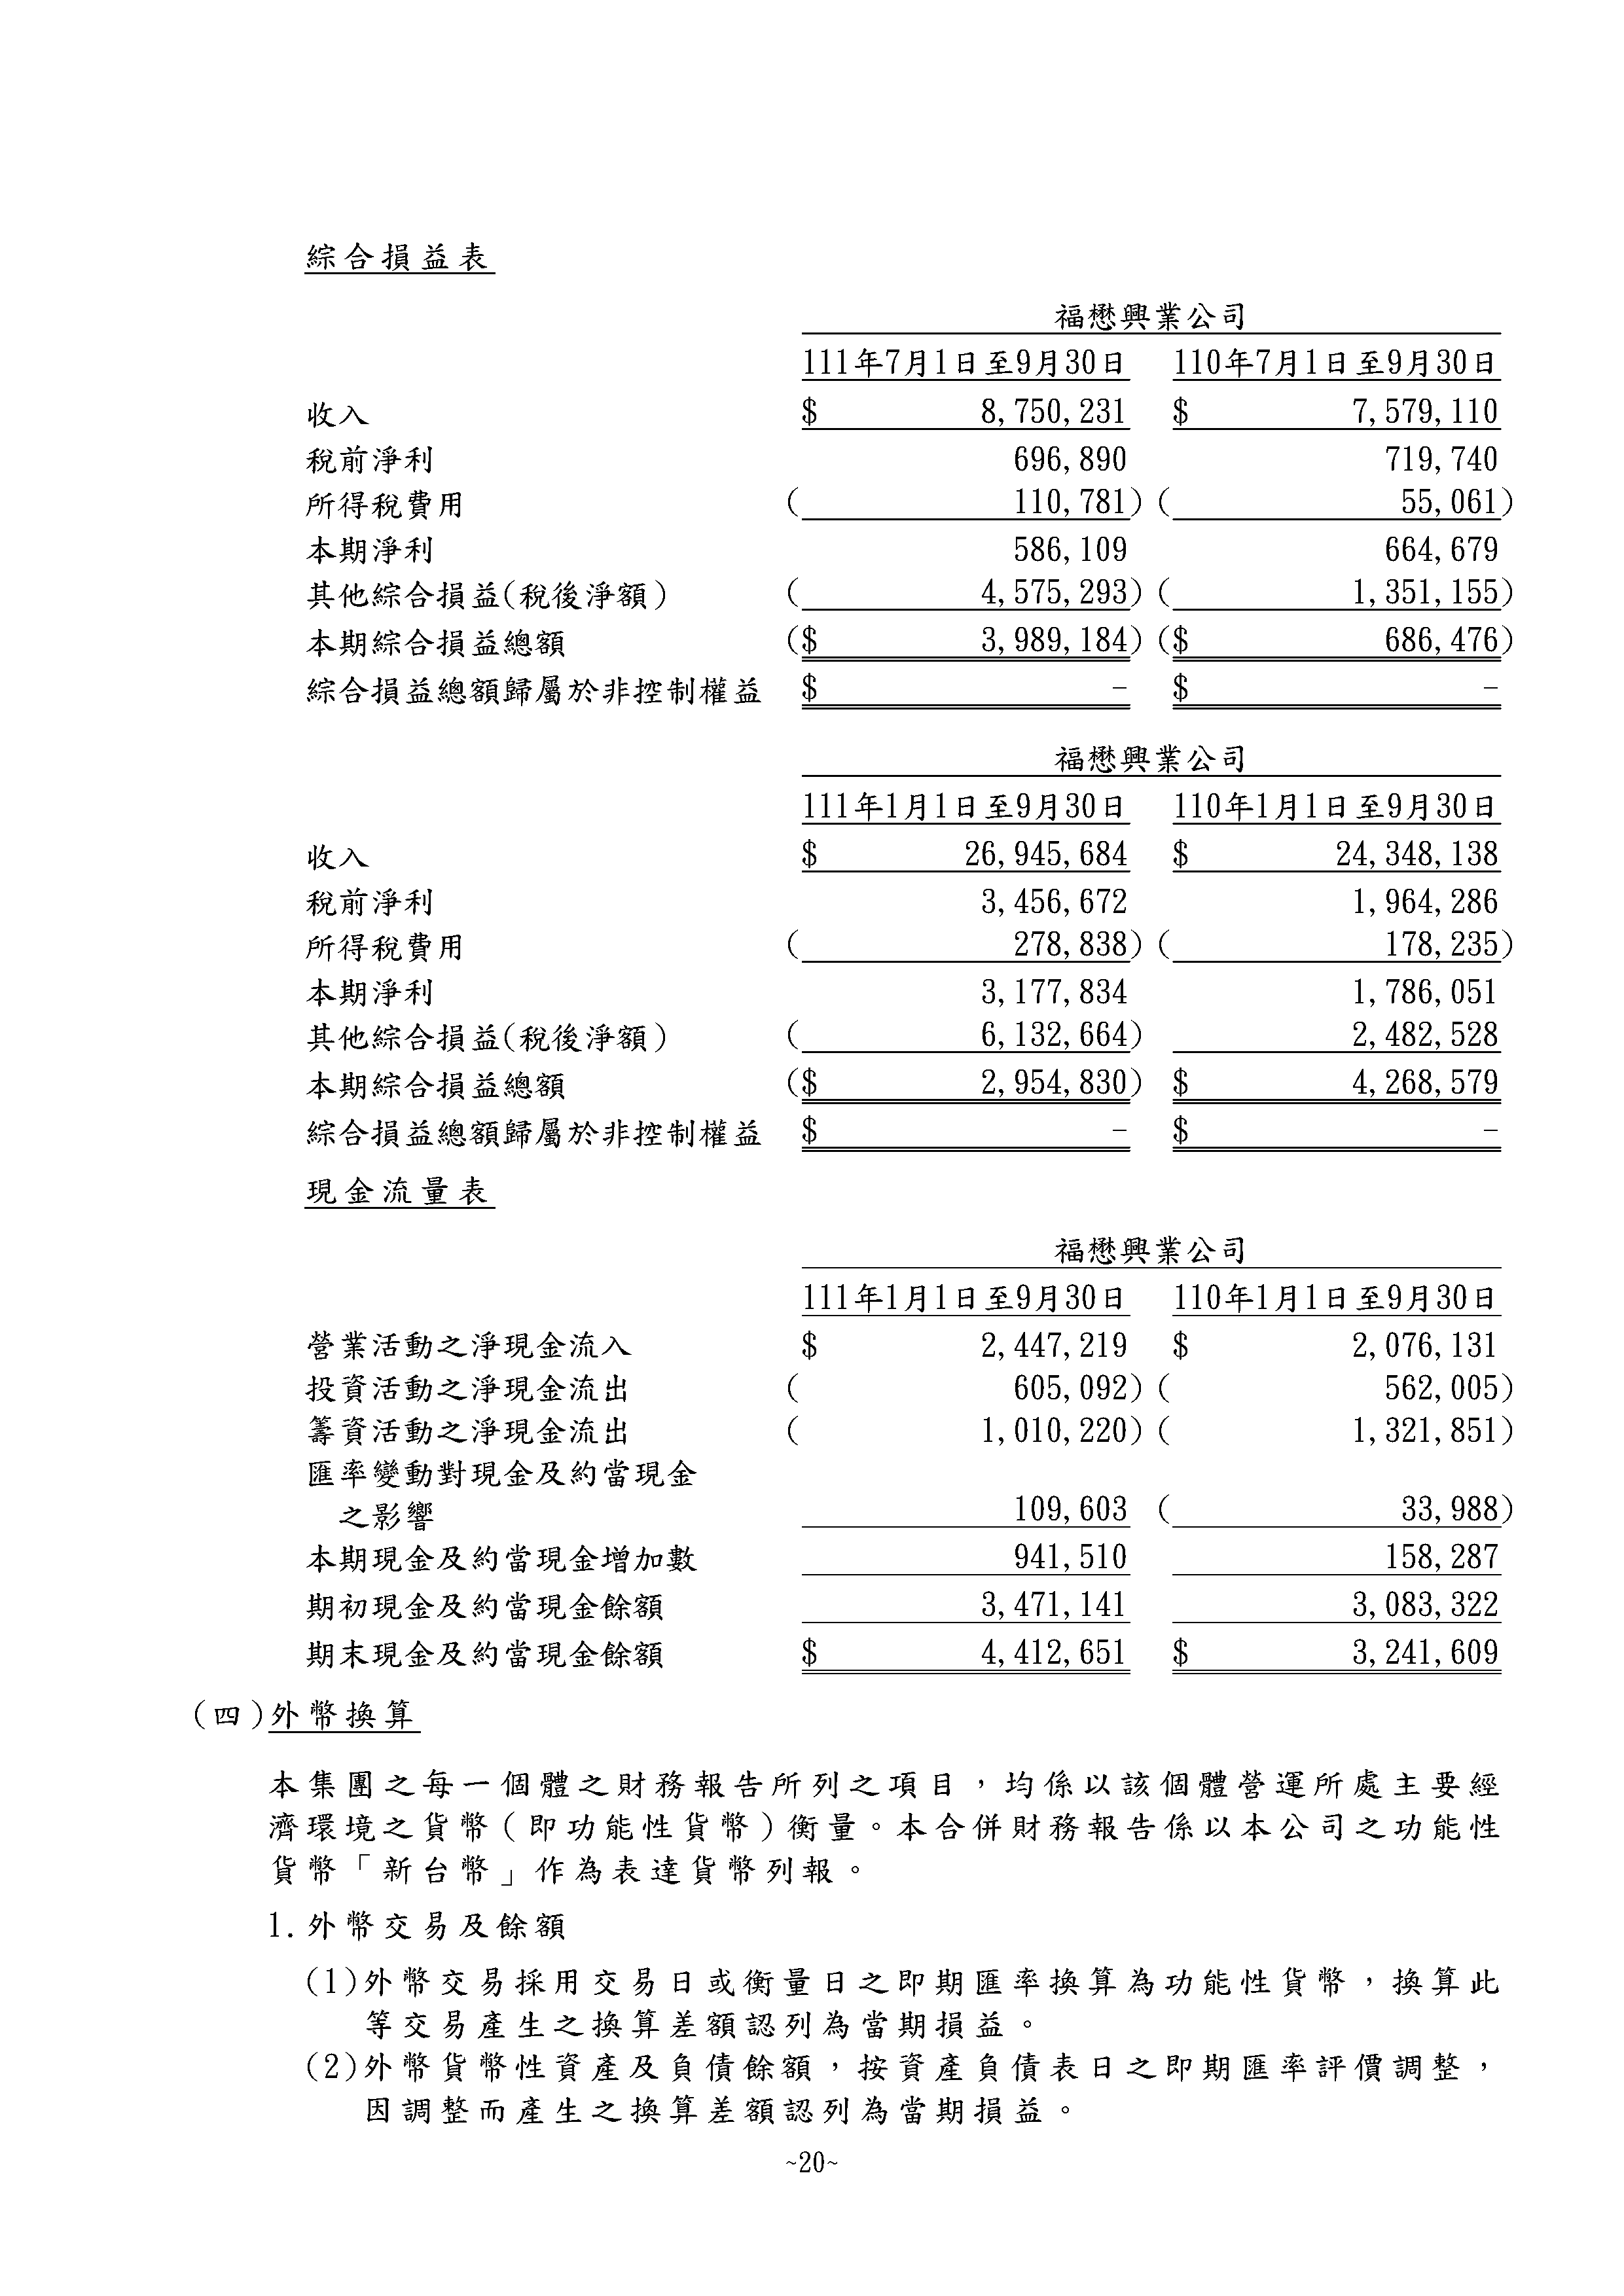 綜合損益表
福懋興業公司
111年7月1日至9月30日 110年7月1日至9月30日
收入 $ 8,750,231 $ 7,579,110
稅前淨利 696,890 719,740
所得稅費用 ( 110,781) ( 55,061)
本期淨利 586,109 664,679
其他綜合損益(稅後淨額) ( 4,575,293) ( 1,351,155)
本期綜合損益總額 ($ 3,989,184) ($ 686,476)
綜合損益總額歸屬於非控制權益 $ - $ -
福懋興業公司
111年1月1日至9月30日 110年1月1日至9月30日
收入 $ 26,945,684 $ 24,348,138
稅前淨利 3,456,672 1,964,286
所得稅費用 ( 278,838) ( 178,235)
本期淨利 3,177,834 1,786,051
其他綜合損益(稅後淨額) ( 6,132,664) 2,482,528
本期綜合損益總額 ($ 2,954,830) $ 4,268,579
綜合損益總額歸屬於非控制權益 $ - $ -
現金流量表
福懋興業公司
111年1月1日至9月30日 110年1月1日至9月30日
營業活動之淨現金流入 $ 2,447,219 $ 2,076,131
投資活動之淨現金流出 ( 605,092) ( 562,005)
籌資活動之淨現金流出 ( 1,010,220) ( 1,321,851)
匯率變動對現金及約當現金
之影響 109,603 ( 33,988)
本期現金及約當現金增加數 941,510 158,287
期初現金及約當現金餘額 3,471,141 3,083,322
期末現金及約當現金餘額 $ 4,412,651 $ 3,241,609
(四)外幣換算
本集團之每一個體之財務報告所列之項目，均係以該個體營運所處主要經
濟環境之貨幣(即功能性貨幣)衡量。本合併財務報告係以本公司之功能性
貨幣「新台幣」作為表達貨幣列報。
1.外幣交易及餘額
(1)外幣交易採用交易日或衡量日之即期匯率換算為功能性貨幣，換算此
等交易產生之換算差額認列為當期損益。
(2)外幣貨幣性資產及負債餘額，按資產負債表日之即期匯率評價調整，
因調整而產生之換算差額認列為當期損益。
~20~